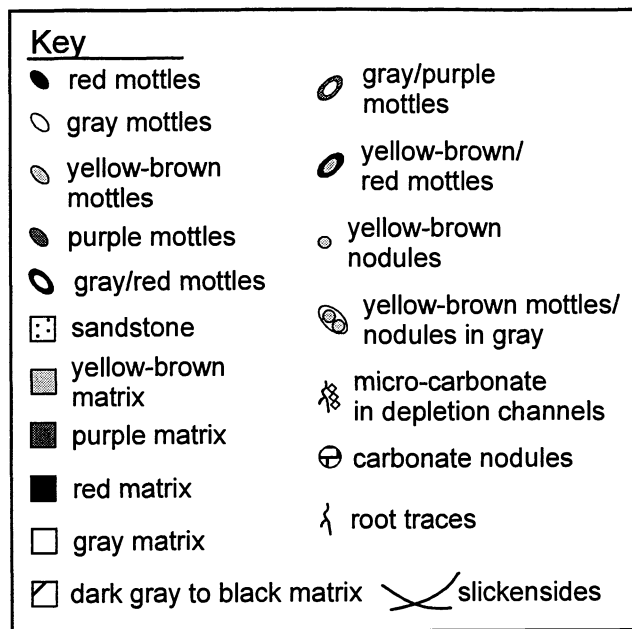 Key
red mottles
gray mottles
yellow-brown
mottles
purple mottles
gray/red mottles
sandstone
yellow-brown
matrix
purple matrix
red matrix
gray matrix
dark gray to black matrix
gray/purple
mottles
yellow-brown/
red mottles
yellow-brown
nodules
yellow-brown mottles/
nodules in gray
micro-carbonate
in depletion channels
carbonate nodules
root traces
slickensides